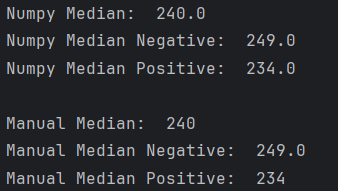 Numpy Median:  240.0
Numpy Median Negative:  249.0
Numpy Median Positive:  234.0

Manual Median:  240
Manual Median Negative:  249.0
Manual Median Positive:  234